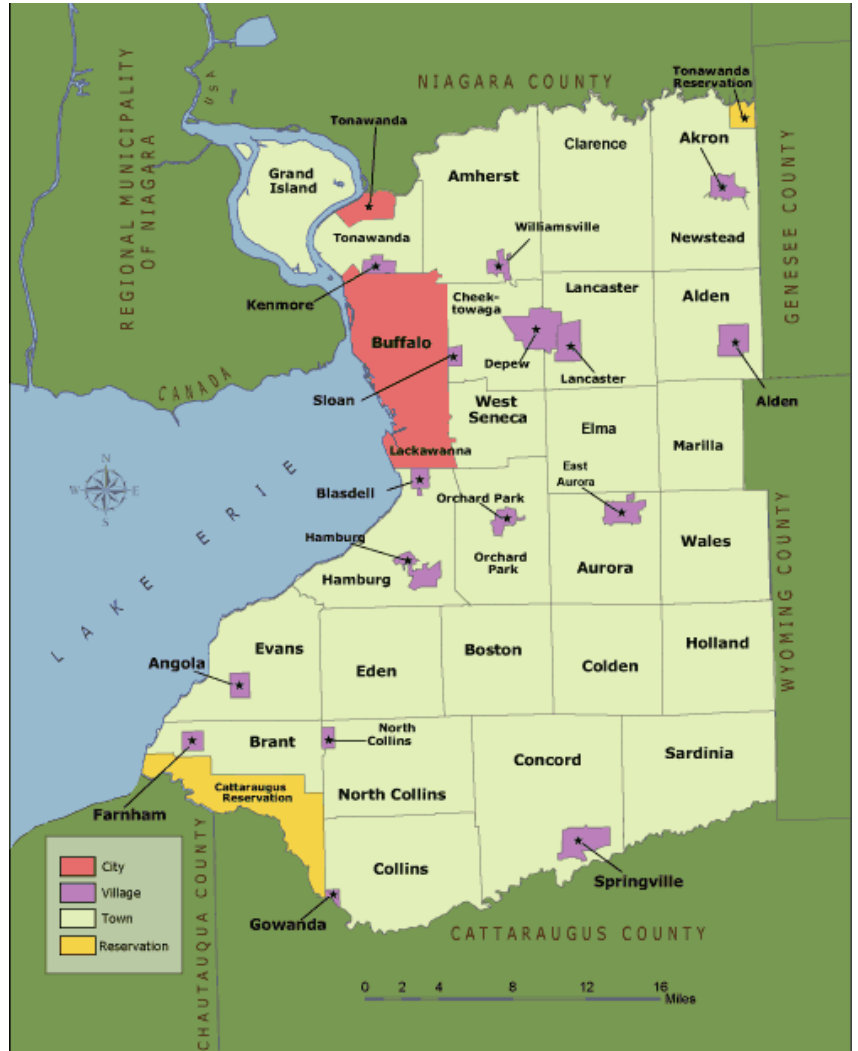 NIAGARA COUNTY
Tonawanda
Reservation
REGIONAL MUNICIPALITY
OF NIAGARA
USA
Tonawanda
Grand
Island
Amherst
Clarence
Akron
GENESEE COUNTY
Williamsville
Tonawanda
Newstead
Kenmore
Cheek-
towaga
Lancaster
Alden
Buffalo
Depew
Lancaster
Alden
CANADA
Sloan
West
Seneca
Elma
Marilla
Lackawanna
N
W
E
S
LAKE ERIE
Blasdell
Orchard Park
East
Aurora
Hamburg
Hamburg
Orchard
Park
Aurora
Wales
WYOMING COUNTY
Evans
Eden
Boston
Colden
Holland
Angola
Brant
North
Collins
Concord
Sardinia
Farnham
Cattaraugus
Reservation
North Collins
Collins
Springville
Gowanda
CATTARAUGUS COUNTY
CHAUTAUQUA COUNTY
City
Village
Town
Reservation
0 2 4 8 12 16
Miles